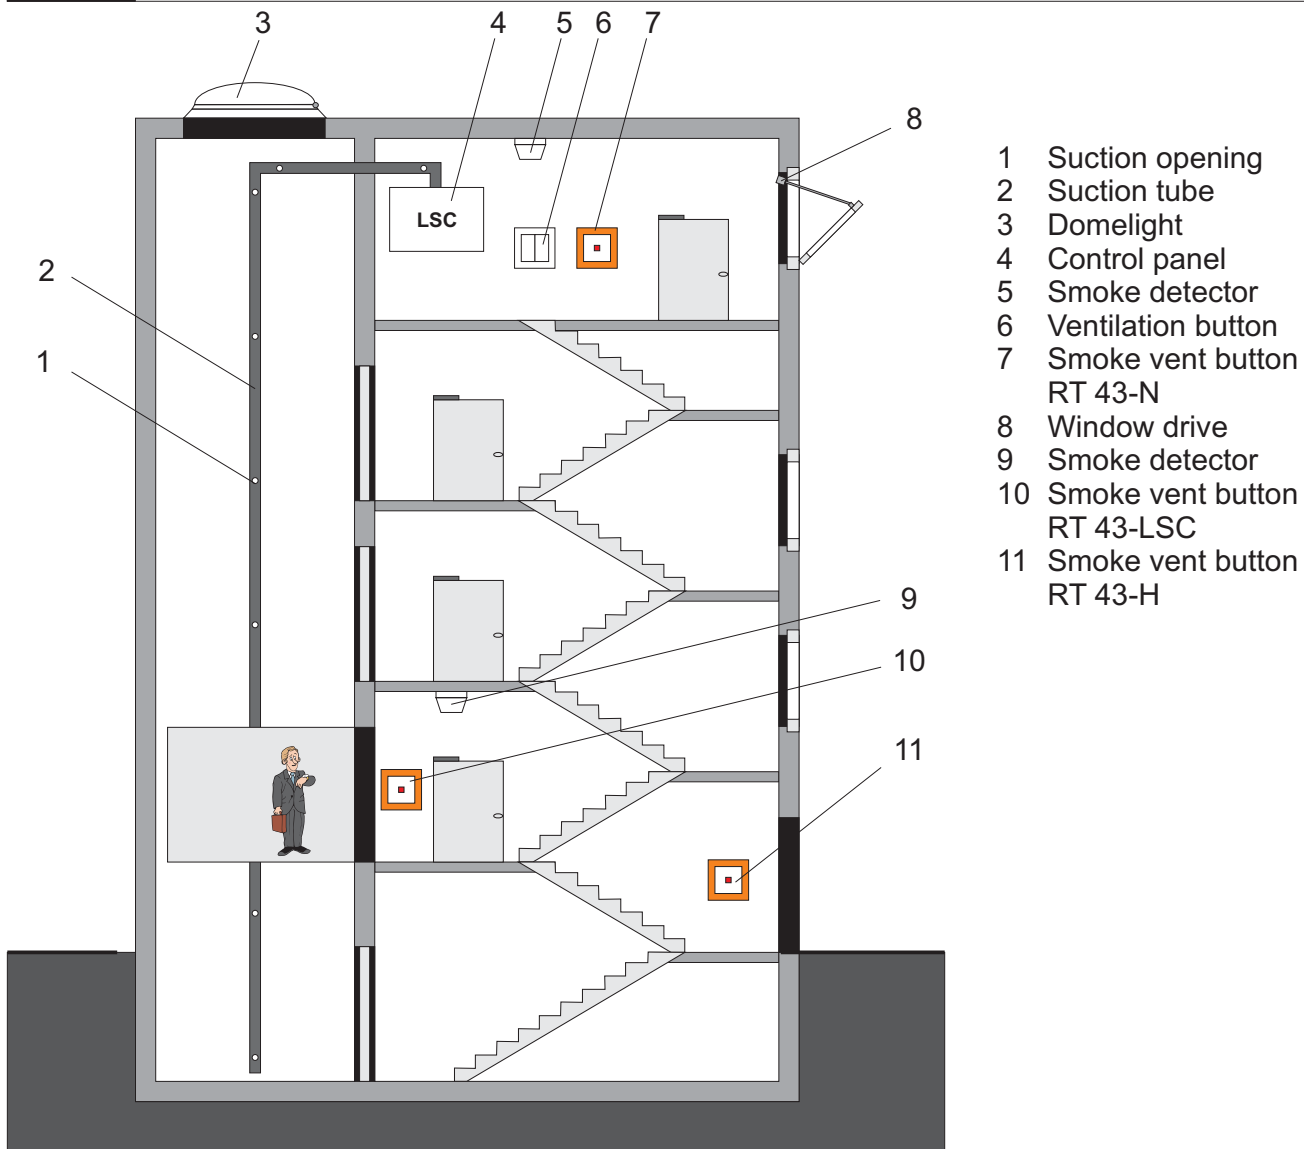 3 4 5 6 7
8
LSC
2
1
9
10
11
1 Suction opening
2 Suction tube
3 Domelight
4 Control panel
5 Smoke detector
6 Ventilation button
7 Smoke vent button
RT 43-N
8 Window drive
9 Smoke detector
10 Smoke vent button
RT 43-LSC
11 Smoke vent button
RT 43-H